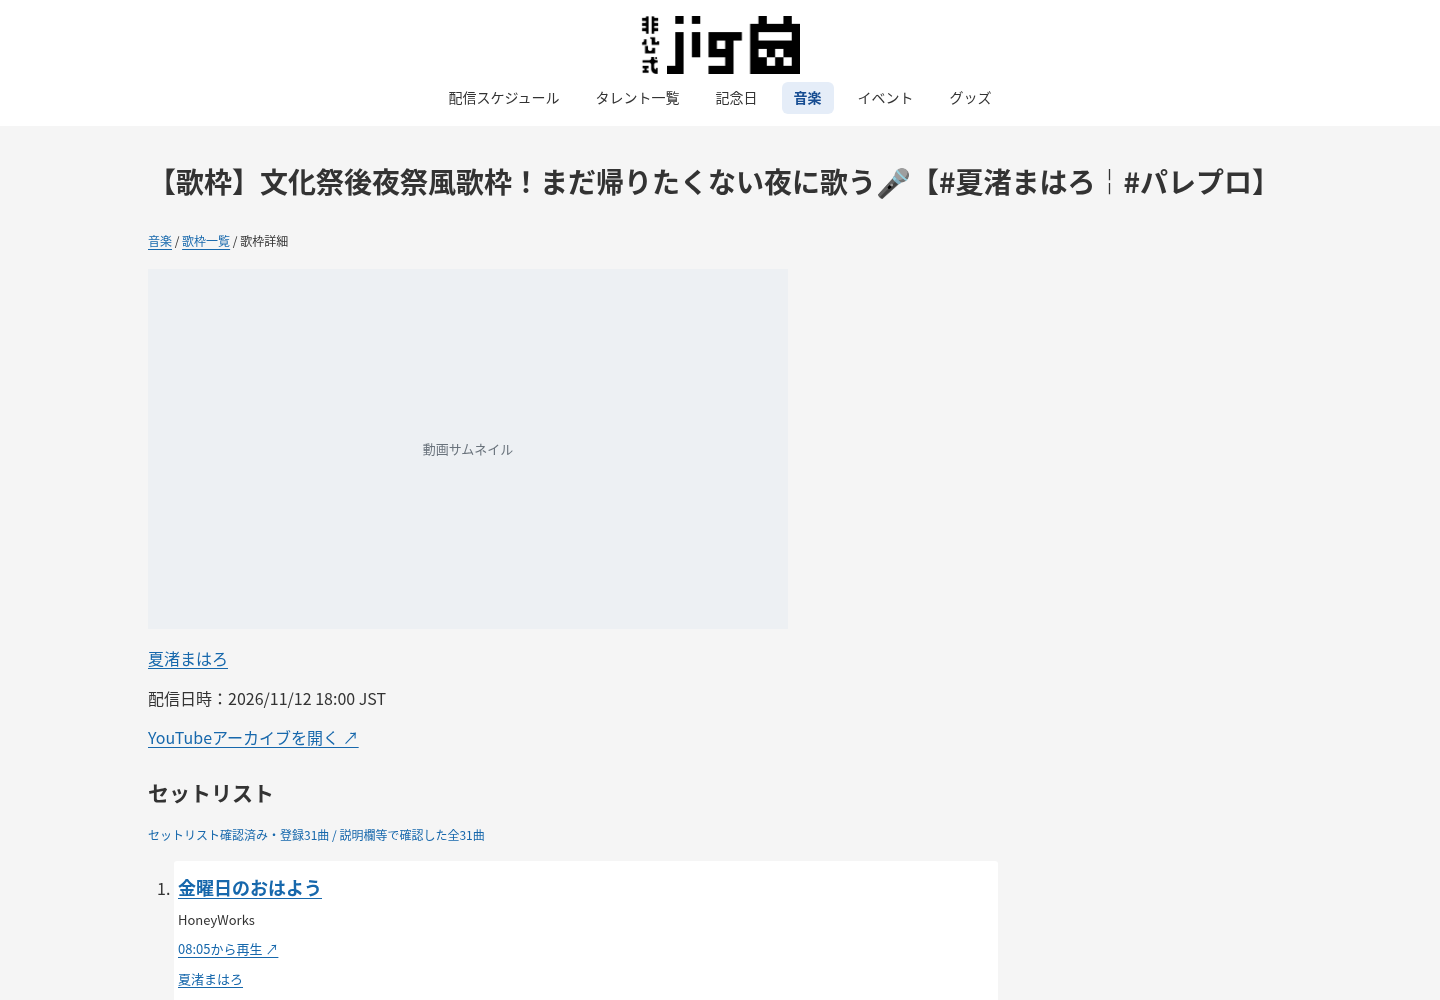 非公式 jig曲
配信スケジュール タレント一覧 記念日 音楽 イベント グッズ
【歌枠】文化祭後夜祭風歌枠！まだ帰りたくない夜に歌う🎤【#夏渚まはろ￤#パレプロ】
音楽 / 歌枠一覧 / 歌枠詳細
動画サムネイル
夏渚まはろ
配信日時：2026/11/12 18:00 JST
YouTubeアーカイブを開く ↗
セットリスト
セットリスト確認済み・登録31曲 / 説明欄等で確認した全31曲
1. 金曜日のおはよう
HoneyWorks
08:05から再生 ↗
夏渚まはろ